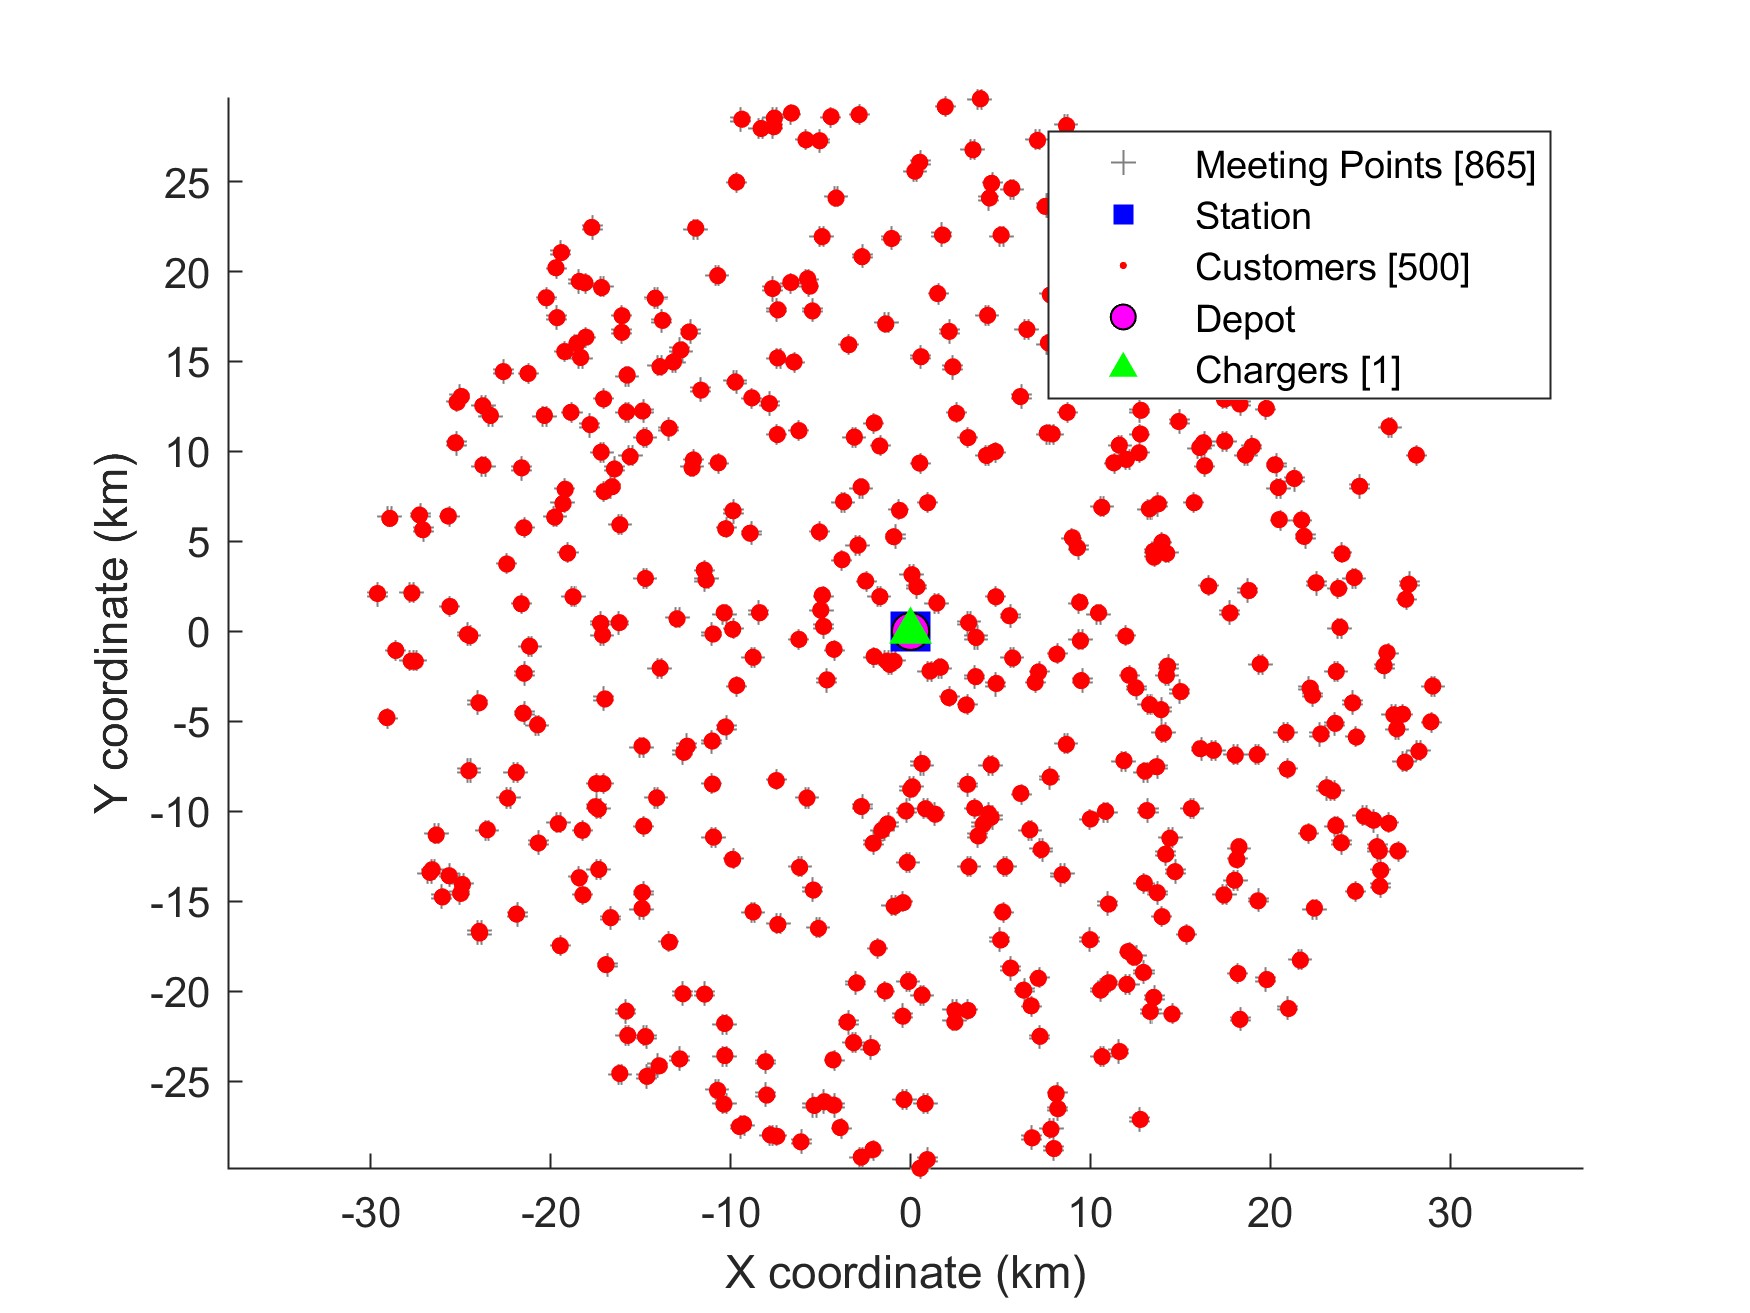 Meeting Points [865]
Station
Customers [500]
Depot
Chargers [1]
25
20
15
10
5
0
-5
-10
-15
-20
-25
Y coordinate (km)
-30 -20 -10 0 10 20 30
X coordinate (km)